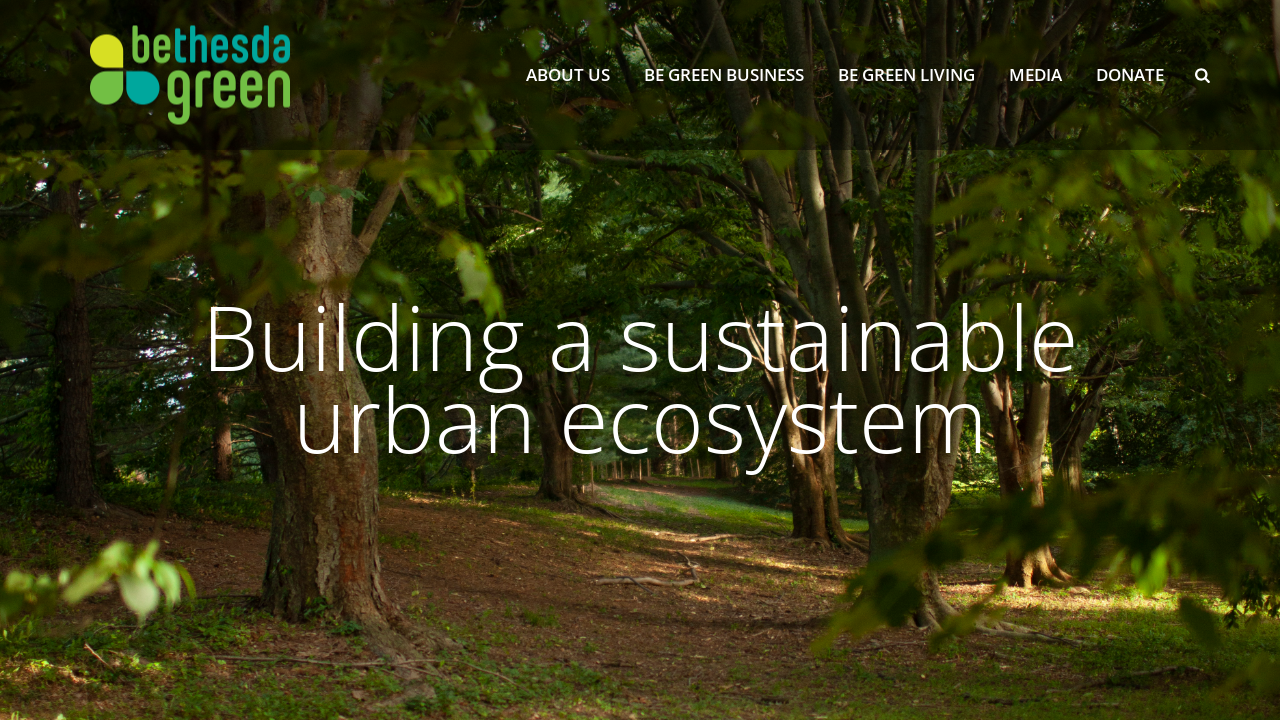 bethesda
green
ABOUT US
BE GREEN BUSINESS
BE GREEN LIVING
MEDIA
DONATE
Building a sustainable
urban ecosystem